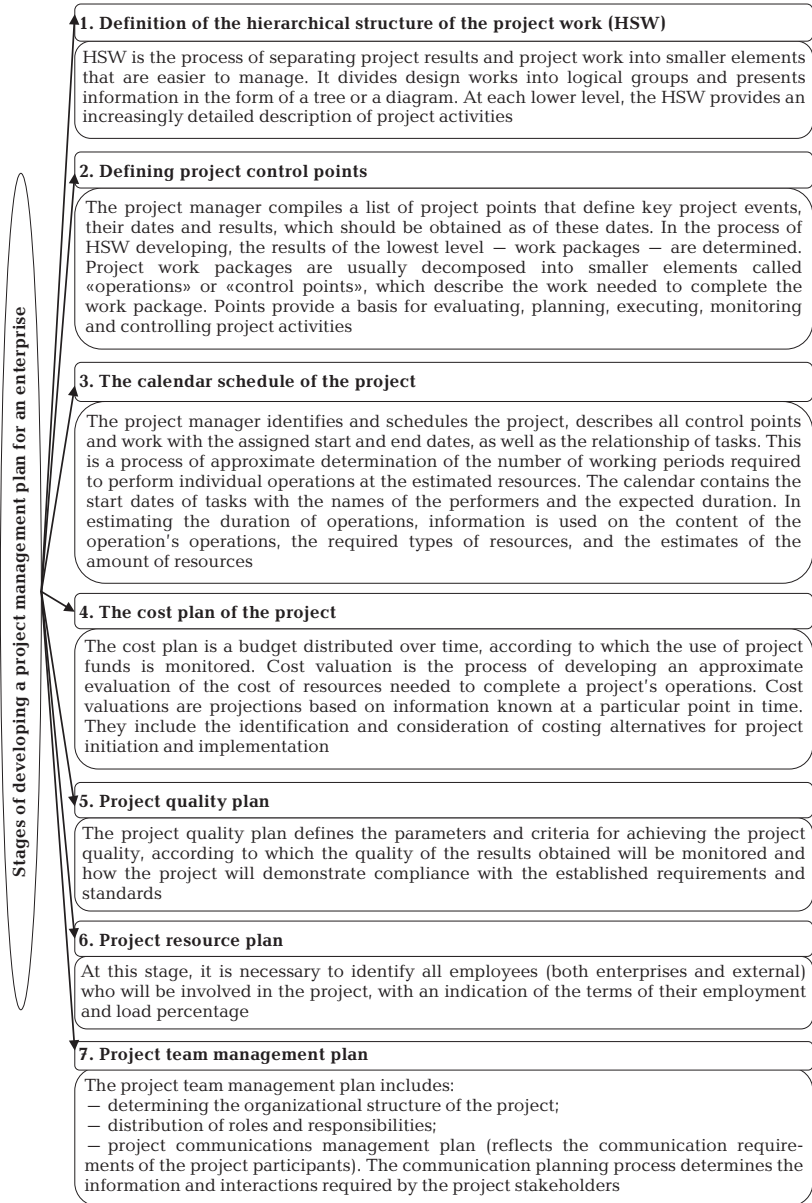 Stages of developing a project management plan for an enterprise
1. Definition of the hierarchical structure of the project work (HSW)
HSW is the process of separating project results and project work into smaller elements
that are easier to manage. It divides design works into logical groups and presents
information in the form of a tree or a diagram. At each lower level, the HSW provides an
increasingly detailed description of project activities
2. Defining project control points
The project manager compiles a list of project points that define key project events,
their dates and results, which should be obtained as of these dates. In the process of
HSW developing, the results of the lowest level — work packages — are determined.
Project work packages are usually decomposed into smaller elements called
«operations» or «control points», which describe the work needed to complete the
work package. Points provide a basis for evaluating, planning, executing, monitoring
and controlling project activities
3. The calendar schedule of the project
The project manager identifies and schedules the project, describes all control points
and work with the assigned start and end dates, as well as the relationship of tasks. This
is a process of approximate determination of the number of working periods required
to perform individual operations at the estimated resources. The calendar contains the
start dates of tasks with the names of the performers and the expected duration. In
estimating the duration of operations, information is used on the content of the
operation's operations, the required types of resources, and the estimates of the
amount of resources
4. The cost plan of the project
The cost plan is a budget distributed over time, according to which the use of project
funds is monitored. Cost valuation is the process of developing an approximate
evaluation of the cost of resources needed to complete a project's operations. Cost
valuations are projections based on information known at a particular point in time.
They include the identification and consideration of costing alternatives for project
initiation and implementation
5. Project quality plan
The project quality plan defines the parameters and criteria for achieving the project
quality, according to which the quality of the results obtained will be monitored and
how the project will demonstrate compliance with the established requirements and
standards
6. Project resource plan
At this stage, it is necessary to identify all employees (both enterprises and external)
who will be involved in the project, with an indication of the terms of their employment
and load percentage
7. Project team management plan
The project team management plan includes:
— determining the organizational structure of the project;
— distribution of roles and responsibilities;
— project communications management plan (reflects the communication require-
ments of the project participants). The communication planning process determines the
information and interactions required by the project stakeholders